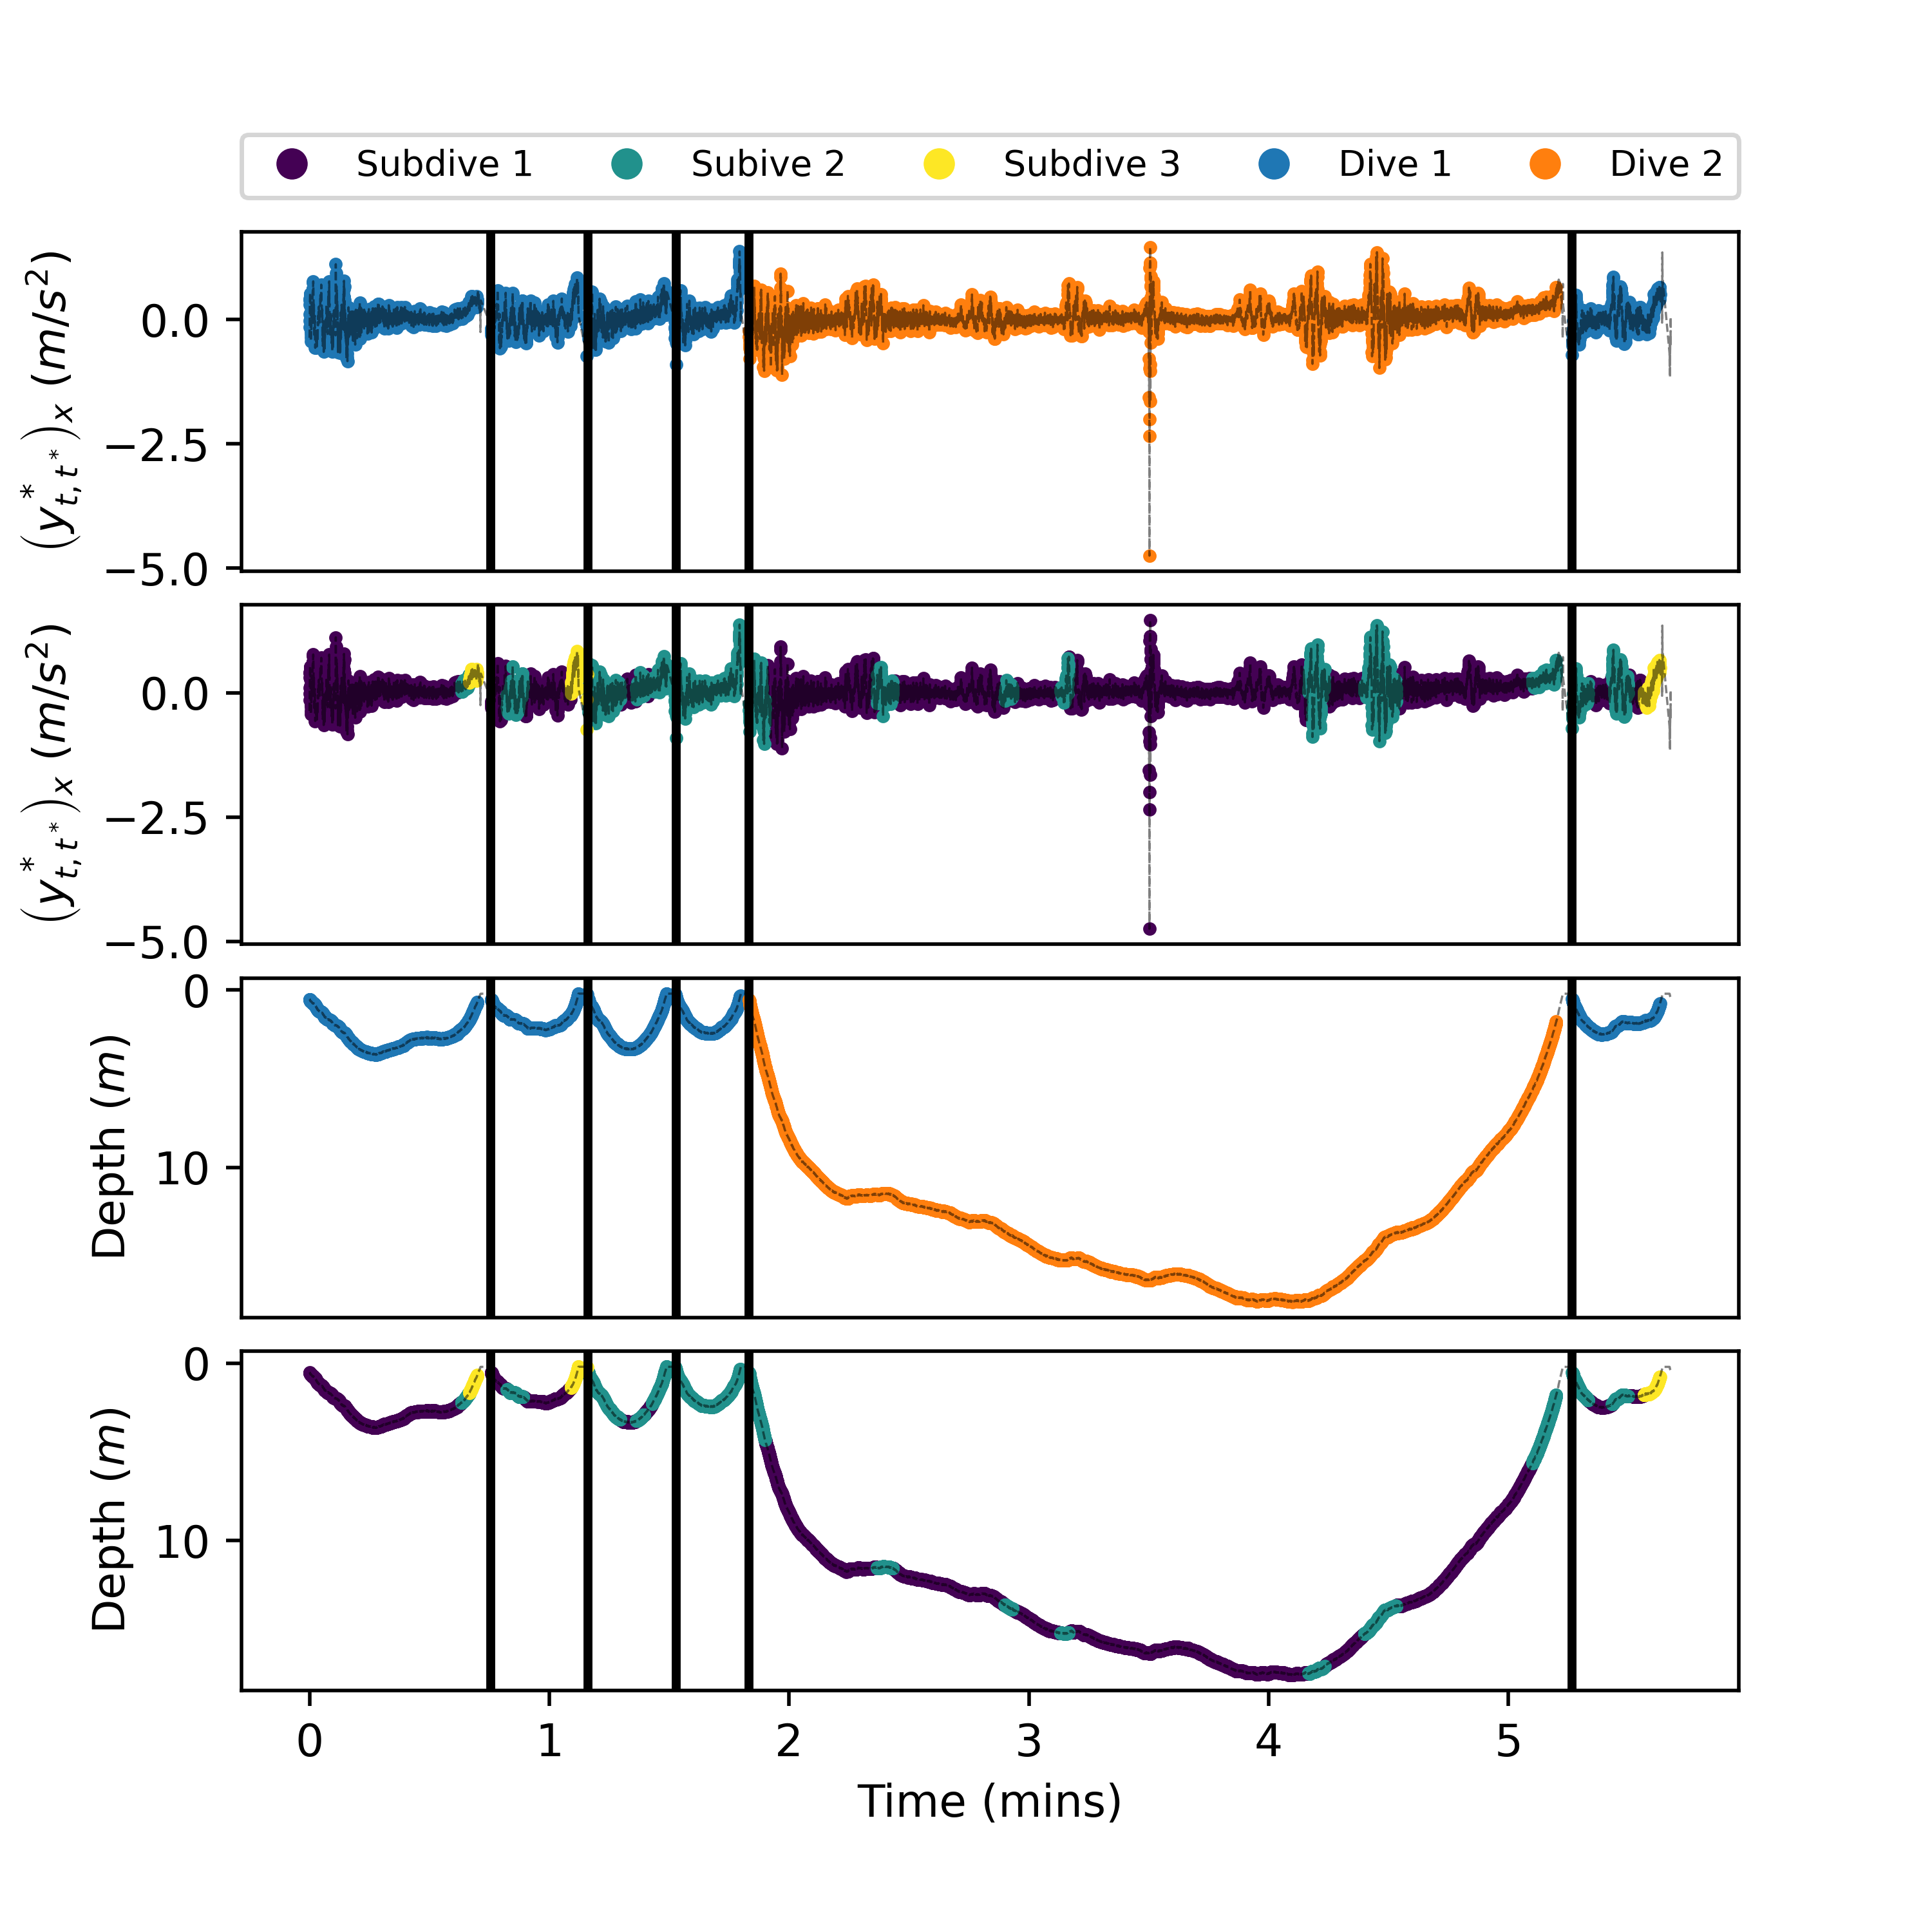 Subdive 1 Subive 2 Subdive 3 Dive 1 Dive 2
(y*t,t*)x (m/s²)
0.0
−2.5
−5.0
(y*t,t*)x (m/s²)
0.0
−2.5
−5.0
Depth (m)
0
10
Depth (m)
0
10
0 1 2 3 4 5
Time (mins)